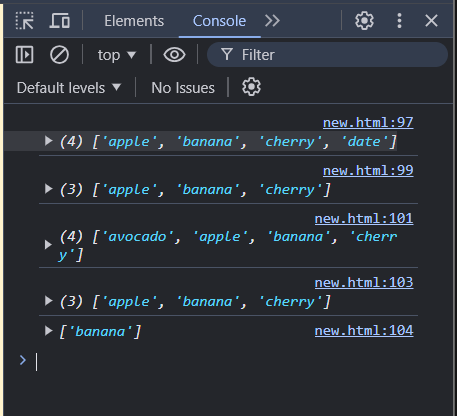 Elements Console
top Filter
Default levels No Issues
new.html:97
(4) ['apple', 'banana', 'cherry', 'date']
new.html:99
(3) ['apple', 'banana', 'cherry']
new.html:101
(4) ['avocado', 'apple', 'banana', 'cherr
y']
new.html:103
(3) ['apple', 'banana', 'cherry']
['banana'] new.html:104